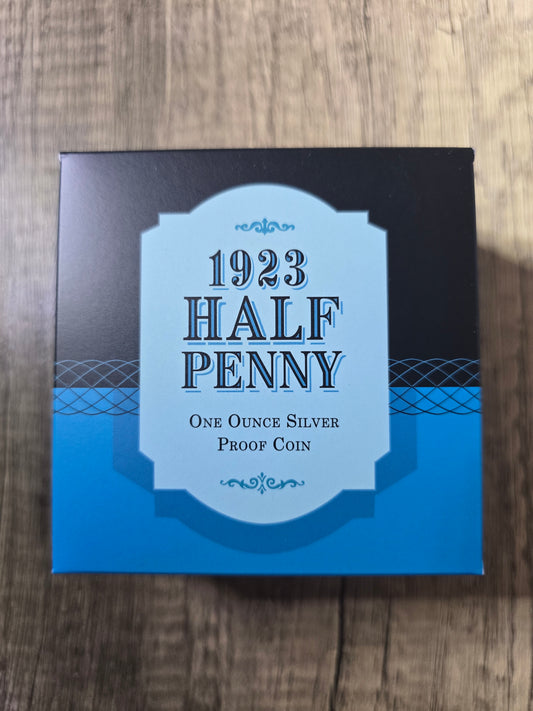 1923
HALF
PENNY
One Ounce Silver
Proof Coin